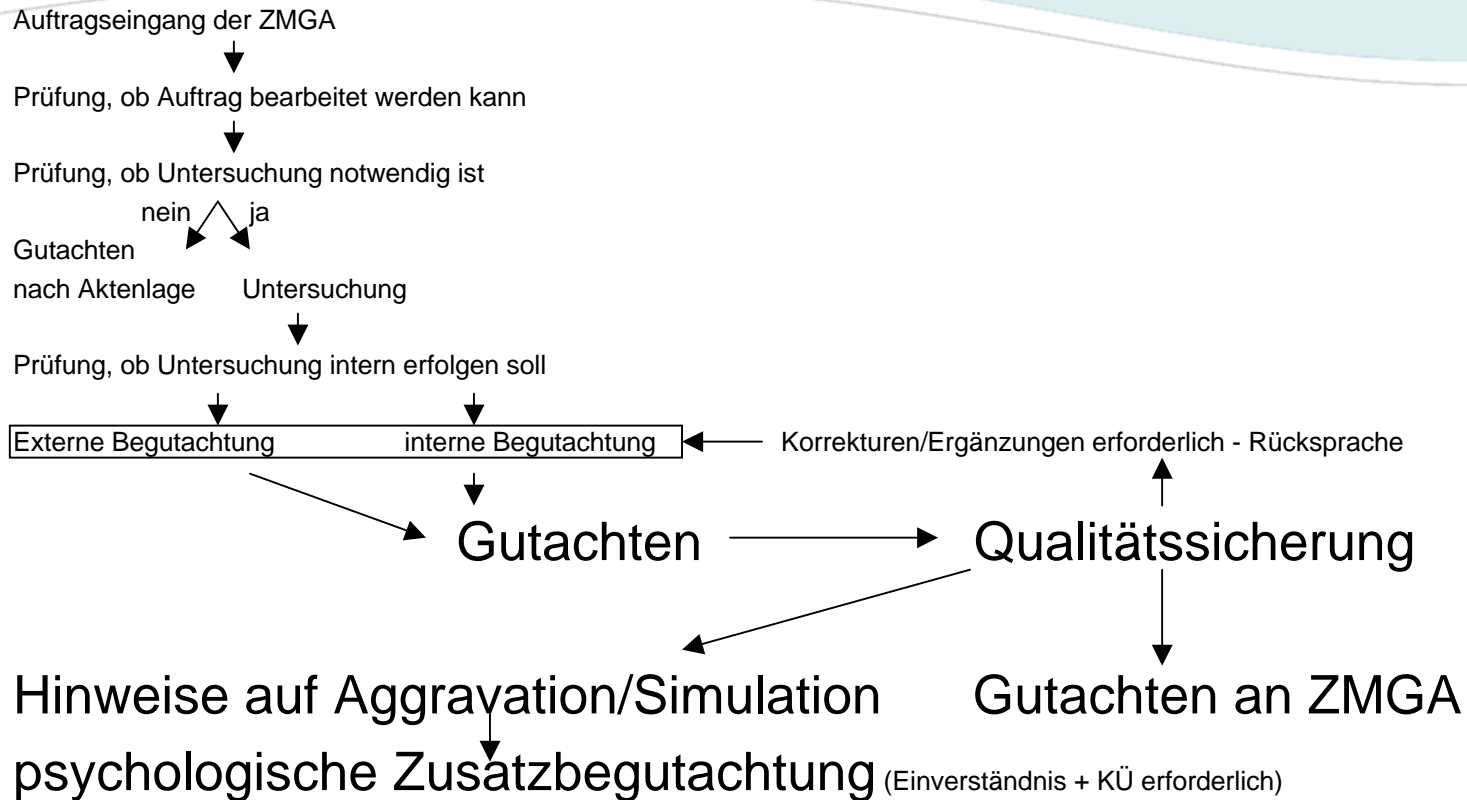 Auftragseingang der ZMGA
Prüfung, ob Auftrag bearbeitet werden kann
Prüfung, ob Untersuchung notwendig ist
nein ja
Gutachten
nach Aktenlage Untersuchung
Prüfung, ob Untersuchung intern erfolgen soll
Externe Begutachtung interne Begutachtung Korrekturen/Ergänzungen erforderlich - Rücksprache
Gutachten Qualitätssicherung
Hinweise auf Aggravation/Simulation Gutachten an ZMGA
psychologische Zusatzbegutachtung (Einverständnis + KÜ erforderlich)